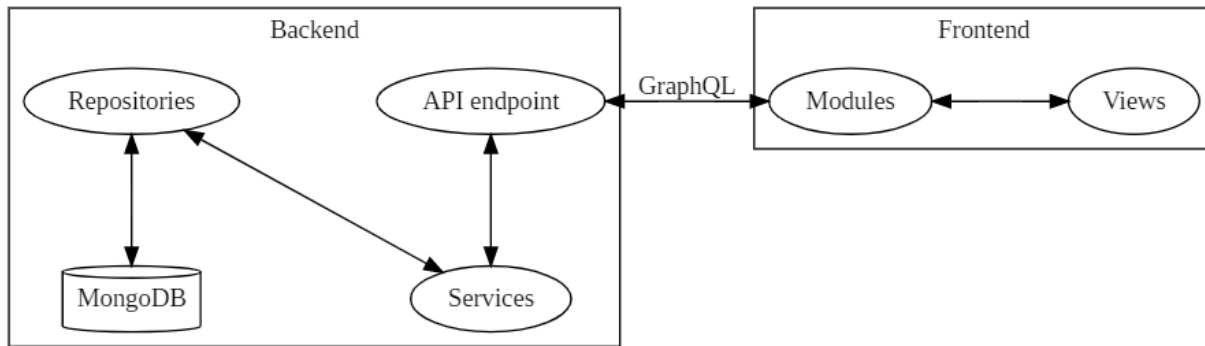 Backend
Frontend
Repositories
API endpoint
GraphQL
Modules
Views
MongoDB
Services